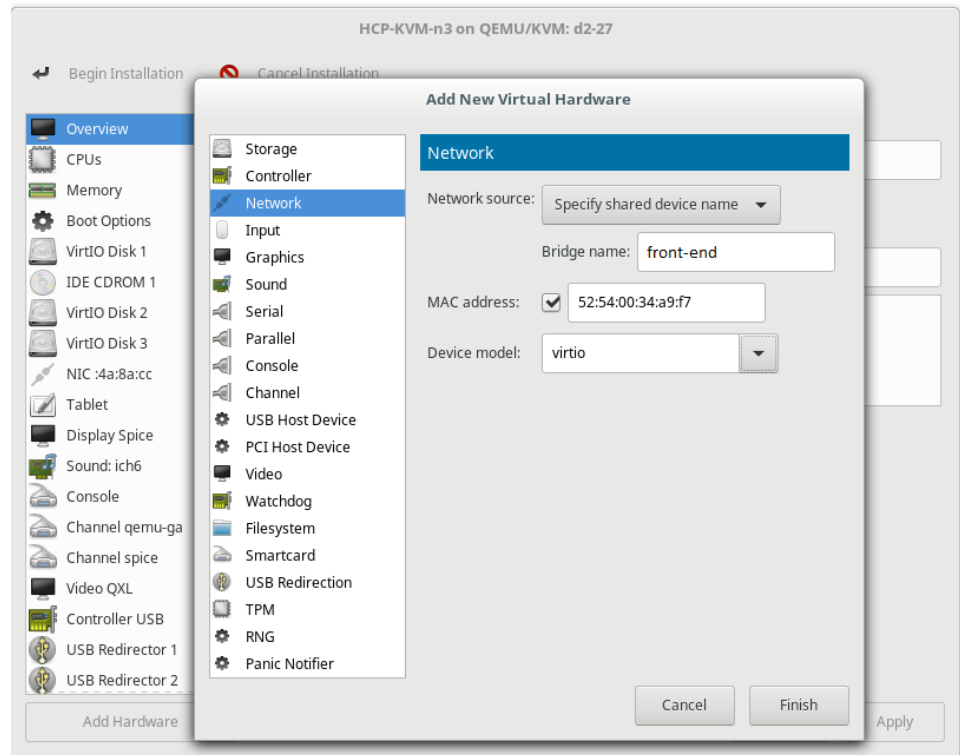 HCP-KVM-n3 on QEMU/KVM: d2-27
Begin Installation
Cancel Installation
Overview
CPUs
Memory
Boot Options
VirtIO Disk 1
IDE CDROM 1
VirtIO Disk 2
VirtIO Disk 3
NIC :4a:8a:cc
Tablet
Display Spice
Sound: ich6
Console
Channel qemu-ga
Channel spice
Video QXL
Controller USB
USB Redirector 1
USB Redirector 2
Add Hardware
Add New Virtual Hardware
Storage
Controller
Network
Input
Graphics
Sound
Serial
Parallel
Console
Channel
USB Host Device
PCI Host Device
Video
Watchdog
Filesystem
Smartcard
USB Redirection
TPM
RNG
Panic Notifier
Network
Network source: Specify shared device name
Bridge name: front-end
MAC address: 52:54:00:34:a9:f7
Device model: virtio
Cancel
Finish
Apply